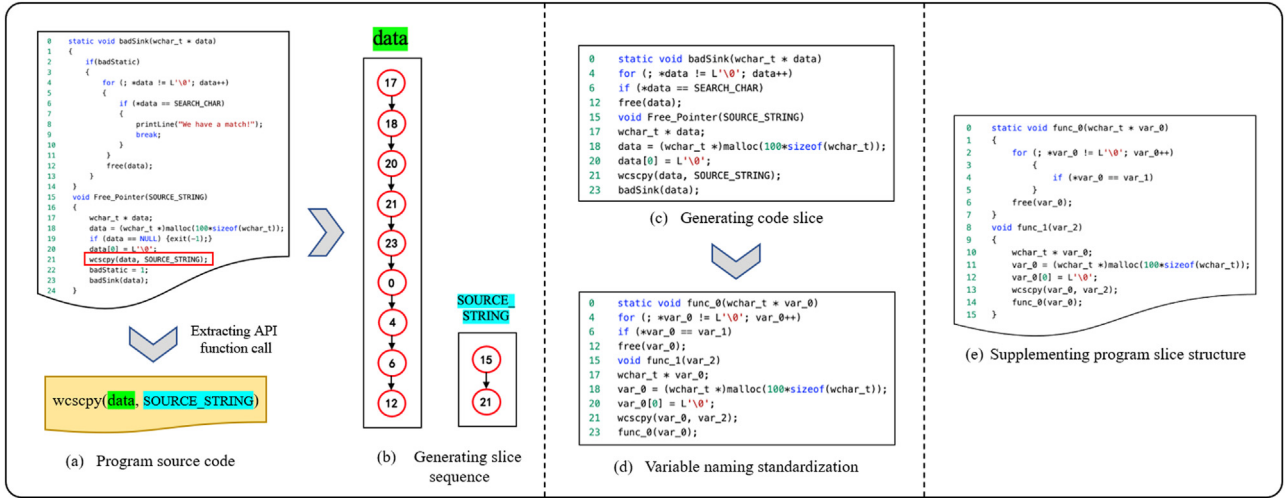 0 static void badSink(wchar_t * data)
1 {
2 if(badStatic)
3 {
4 for (; *data != L'\0'; data++)
5 {
6 if (*data == SEARCH_CHAR)
7 {
8 printLine("We have a match!");
9 break;
10 }
11 }
12 free(data);
13 }
14 }
15 void Free_Pointer(SOURCE_STRING)
16 {
17 wchar_t * data;
18 data = (wchar_t *)malloc(100*sizeof(wchar_t));
19 if (data == NULL) {exit(-1);}
20 data[0] = L'\0';
21 wcscpy(data, SOURCE_STRING);
22 badStatic = 1;
23 badSink(data);
24 }
Extracting API
function call
wcscpy(data, SOURCE_STRING)
(a) Program source code
data
17
18
20
21
23
0
4
6
12
SOURCE_
STRING
15
21
(b) Generating slice
sequence
0 static void badSink(wchar_t * data)
4 for (; *data != L'\0'; data++)
6 if (*data == SEARCH_CHAR)
12 free(data);
15 void Free_Pointer(SOURCE_STRING)
17 wchar_t * data;
18 data = (wchar_t *)malloc(100*sizeof(wchar_t));
20 data[0] = L'\0';
21 wcscpy(data, SOURCE_STRING);
23 badSink(data);
(c) Generating code slice
0 static void func_0(wchar_t * var_0)
4 for (; *var_0 != L'\0'; var_0++)
6 if (*var_0 == var_1)
12 free(var_0);
15 void func_1(var_2)
17 wchar_t * var_0;
18 var_0 = (wchar_t *)malloc(100*sizeof(wchar_t));
20 var_0[0] = L'\0';
21 wcscpy(var_0, var_2);
23 func_0(var_0);
(d) Variable naming standardization
0 static void func_0(wchar_t * var_0)
1 {
2 for (; *var_0 != L'\0'; var_0++)
3 {
4 if (*var_0 == var_1)
5 }
6 free(var_0);
7 }
8 void func_1(var_2)
9 {
10 wchar_t * var_0;
11 var_0 = (wchar_t *)malloc(100*sizeof(wchar_t));
12 var_0[0] = L'\0';
13 wcscpy(var_0, var_2);
14 func_0(var_0);
15 }
(e) Supplementing program slice structure